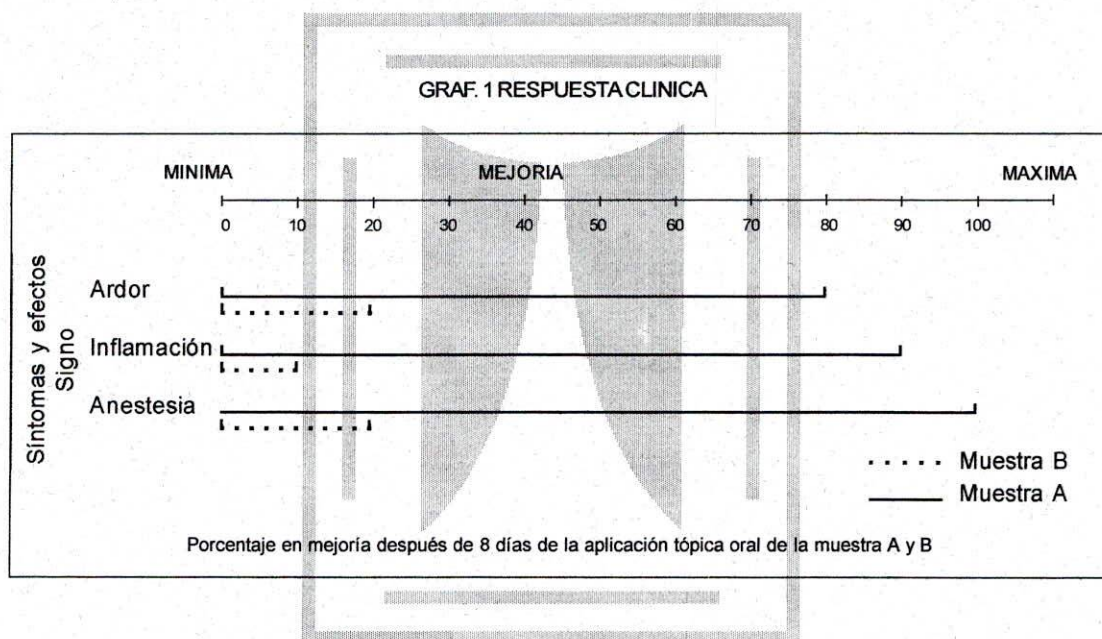 GRAF. 1 RESPUESTA CLINICA
MINIMA MEJORIA MAXIMA
0 10 20 30 40 50 60 70 80 90 100
Síntomas y efectos
Signo
Ardor
Inflamación
Anestesia
Muestra B
Muestra A
Porcentaje en mejoría después de 8 días de la aplicación tópica oral de la muestra A y B